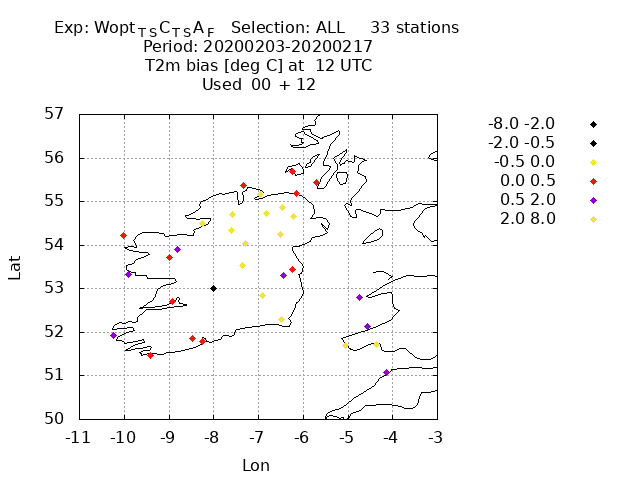 Exp: Wopt_TS C_TS A_F Selection: ALL 33 stations
Period: 20200203-20200217
T2m bias [deg C] at 12 UTC
Used 00 + 12
57
56
55
54
53
52
51
50
-11 -10 -9 -8 -7 -6 -5 -4 -3
Lat
Lon
-8.0 -2.0
-2.0 -0.5
-0.5 0.0
0.0 0.5
0.5 2.0
2.0 8.0